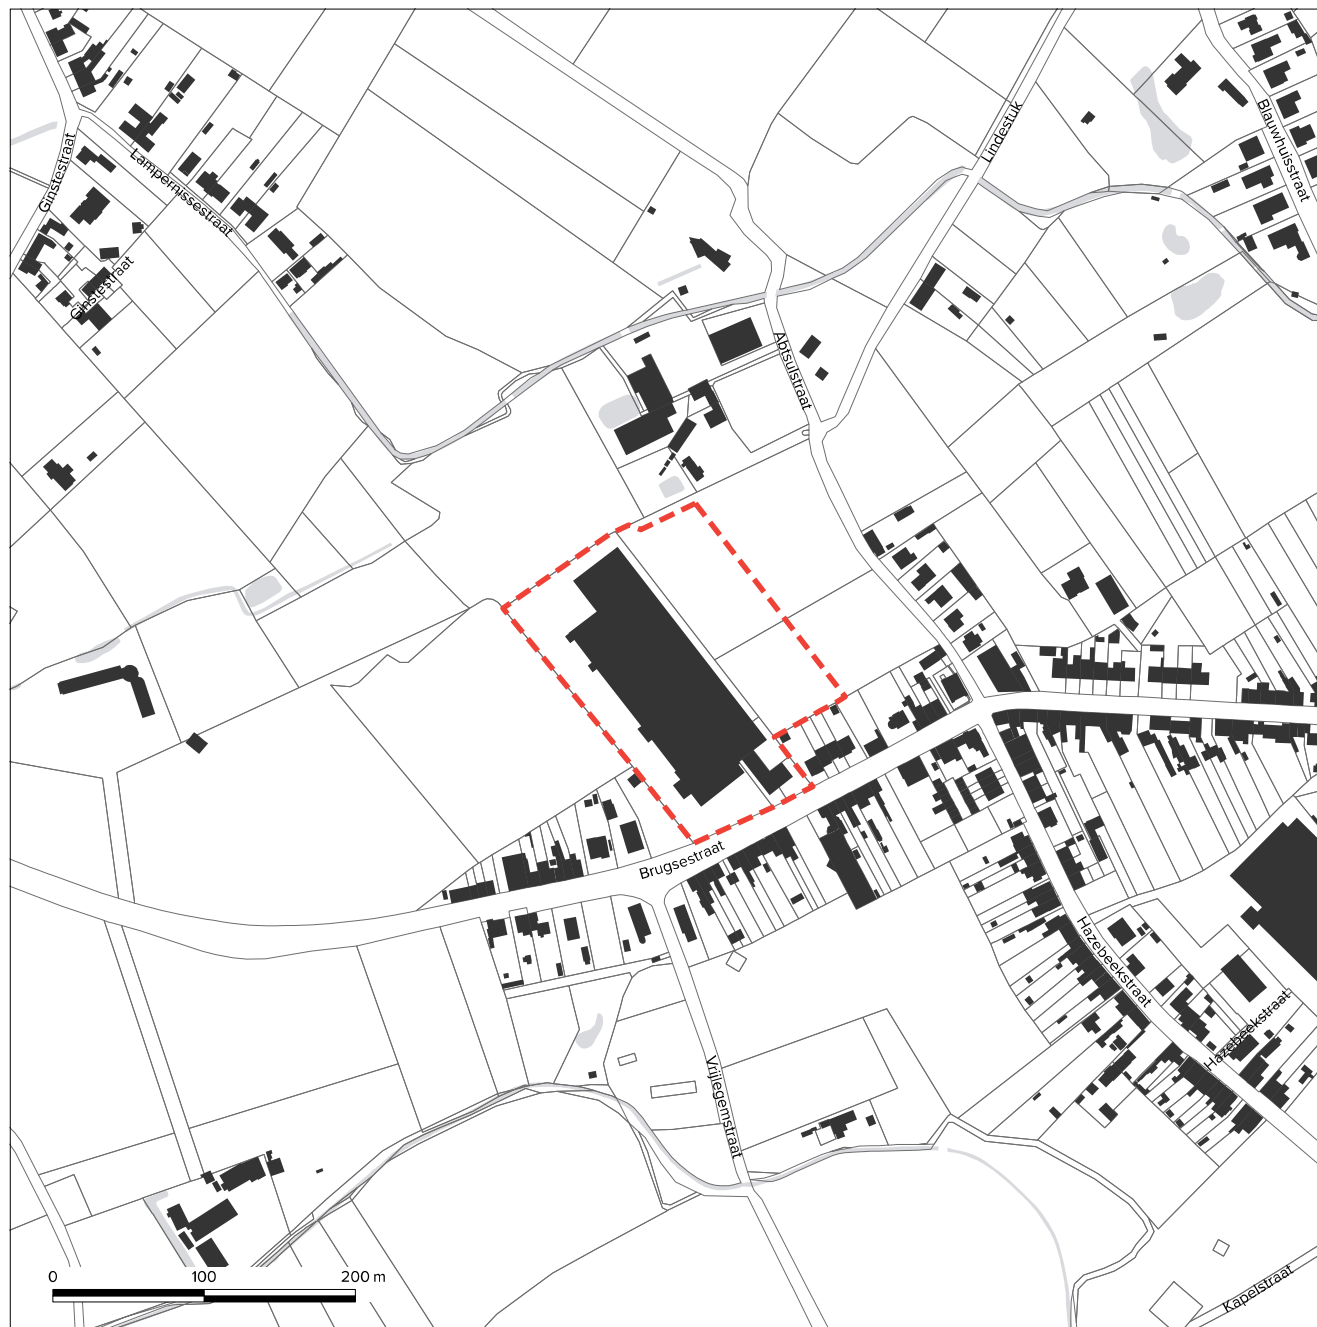 Lindestuk
Blauwhuisstraat
Ginstestraat
Lampernissestraat
Ginstestraat
Abtsulstraat
Brugsestraat
Hazebeekstraat
Hazebeekstraat
Vrijlegemstraat
Kapelstraat
0 100 200 m